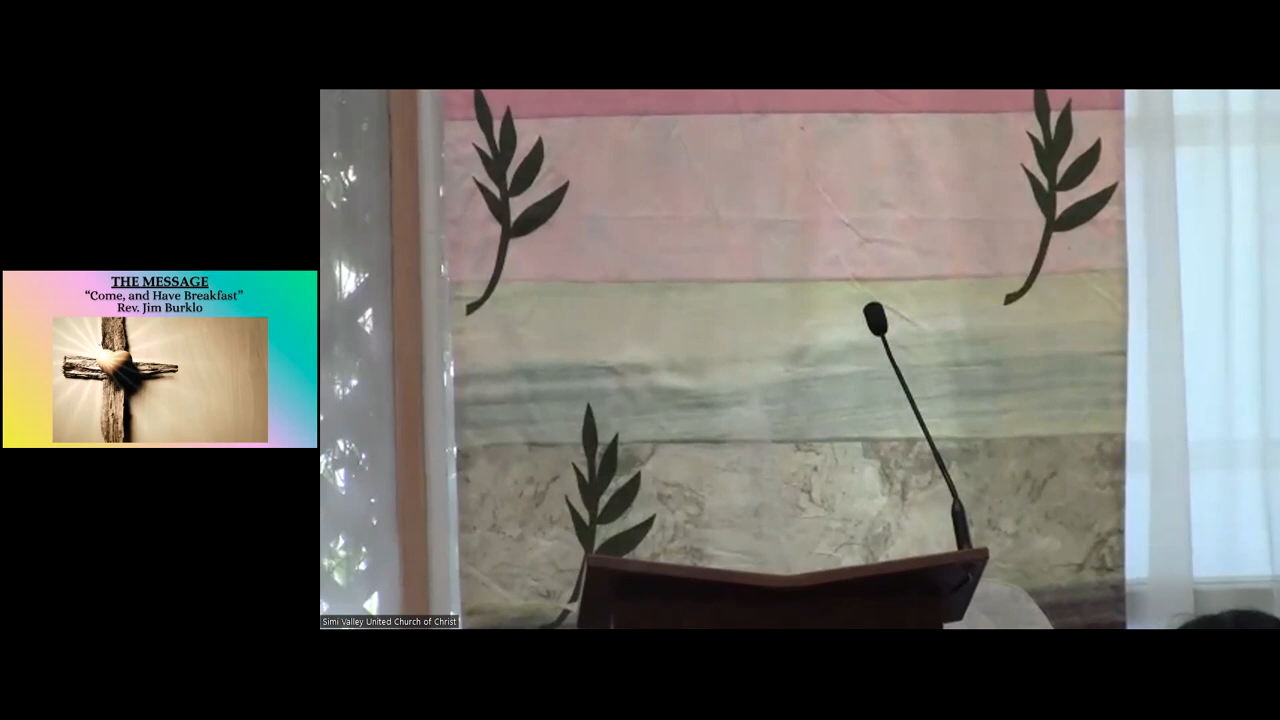 THE MESSAGE
“Come, and Have Breakfast”
Rev. Jim Burklo
Simi Valley United Church of Christ